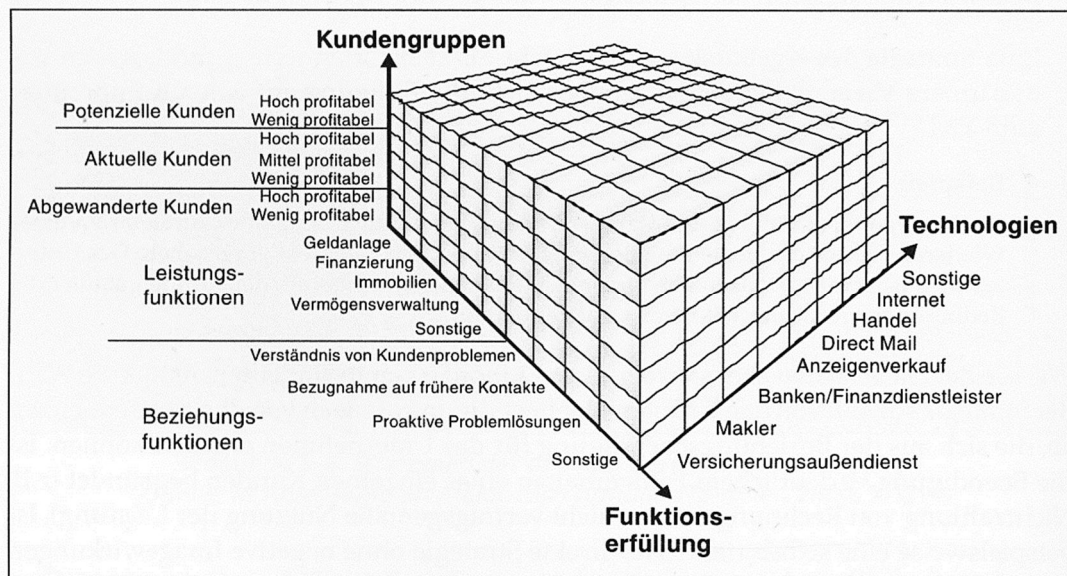 Kundengruppen
Potenzielle Kunden
Hoch profitabel
Wenig profitabel
Aktuelle Kunden
Hoch profitabel
Mittel profitabel
Wenig profitabel
Abgewanderte Kunden
Hoch profitabel
Wenig profitabel
Leistungs-
funktionen
Geldanlage
Finanzierung
Immobilien
Vermögensverwaltung
Sonstige
Beziehungs-
funktionen
Verständnis von Kundenproblemen
Bezugnahme auf frühere Kontakte
Proaktive Problemlösungen
Sonstige
Funktions-
erfüllung
Technologien
Sonstige
Internet
Handel
Direct Mail
Anzeigenverkauf
Banken/Finanzdienstleister
Makler
Versicherungsaußendienst